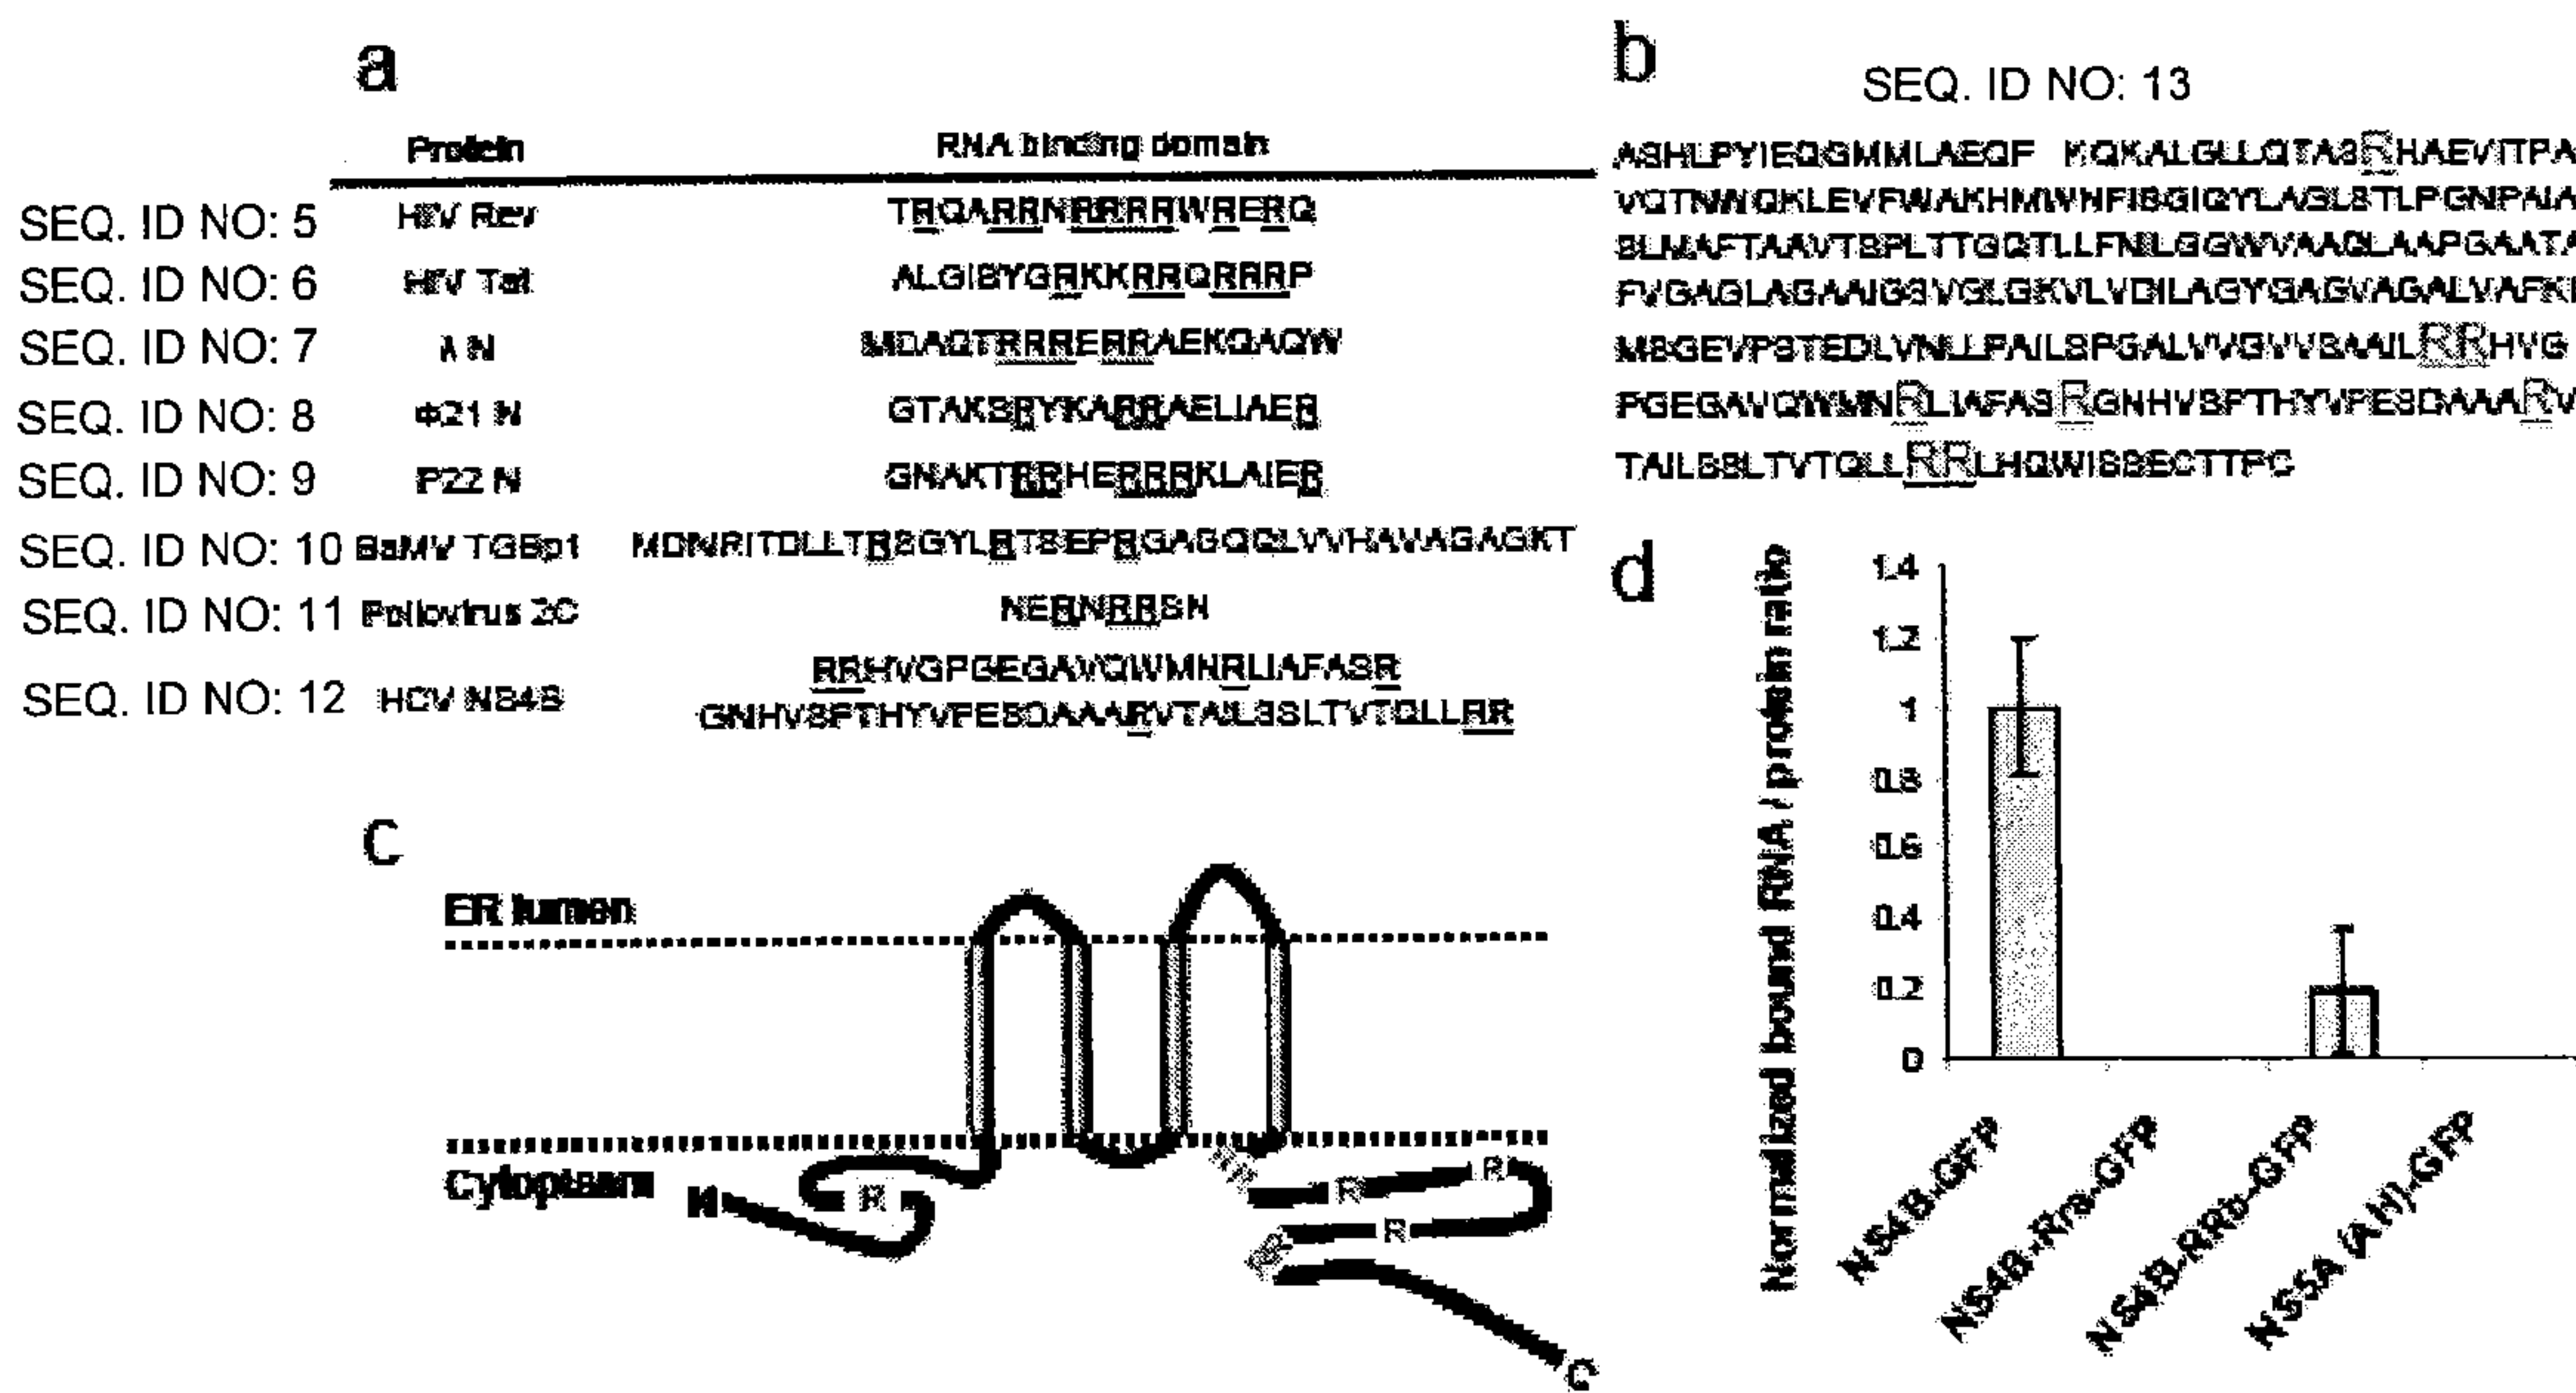 a
Protein RNA binding domain
SEQ. ID NO: 5 HIV Rev TRQARRNRRRRWRERQ
SEQ. ID NO: 6 HIV Tat ALGISYGRKKRRQRRRP
SEQ. ID NO: 7 λ N MDAQTRRRERRAEKQAQW
SEQ. ID NO: 8 Φ21 N GTAKSRYKARRAELIAER
SEQ. ID NO: 9 P22 N GNAKTRRHERRRKLAIER
SEQ. ID NO: 10 BaMV TGBp1 MDNRITDLLTRSGYLRTSEPRGAGQQLVVHAVAGAGKT
SEQ. ID NO: 11 Poliovirus 2C NERNRRSN
SEQ. ID NO: 12 HCV NS4B RRHVGPGEGAVQWMNRLIAFASR
GNHVSPTHYVPESDAAARVTAILSSLTVTQLLRR
b
SEQ. ID NO: 13
ASHLPYIEQGMMLAEQF KQKALGLLQTASRHAEVITPA
VQTNWQKLEVFWAKHMWNFISGIQYLAGLSTLPGNPAIA
SLMAFTAAVTSPLTTGQTLLFNILGGWVAAQLAAPGAATA
FVGAGLAGAAIGSVGLGKVLVDILAGYGAGVAGALVAFK
MSGEVPSTEDLVNLLPAILSPGALVVGVVSAAILRRHVG
PGEGAVQWMNRLIAFASRGNHVSPTHYVPESDAAARV
TAILSSLTVTQLLRRLHQWISSECTTPC
c
ER lumen
Cytoplasm
N
R
RR
R
R
R
RR
C
d
Normalized bound RNA / protein ratio
1.4
1.2
1
0.8
0.6
0.4
0.2
0
NS4B-GFP
NS4B-Rra-GFP
NS4B-RRb-GFP
NS5A (AH)-GFP